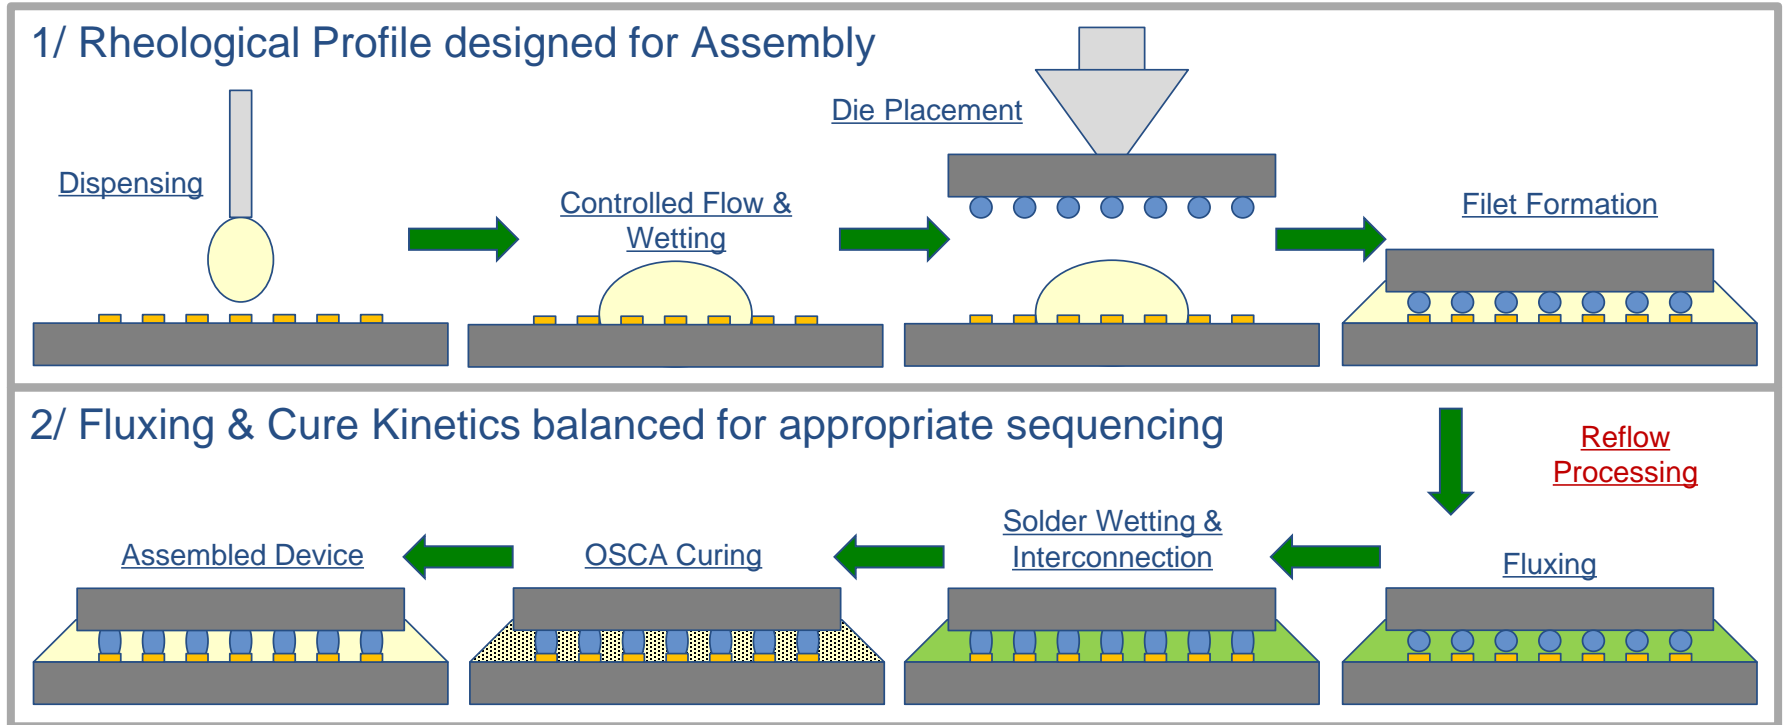 1/ Rheological Profile designed for Assembly
Dispensing
Controlled Flow &
Wetting
Die Placement
Filet Formation
2/ Fluxing & Cure Kinetics balanced for appropriate sequencing
Reflow
Processing
Assembled Device
OSCA Curing
Solder Wetting &
Interconnection
Fluxing